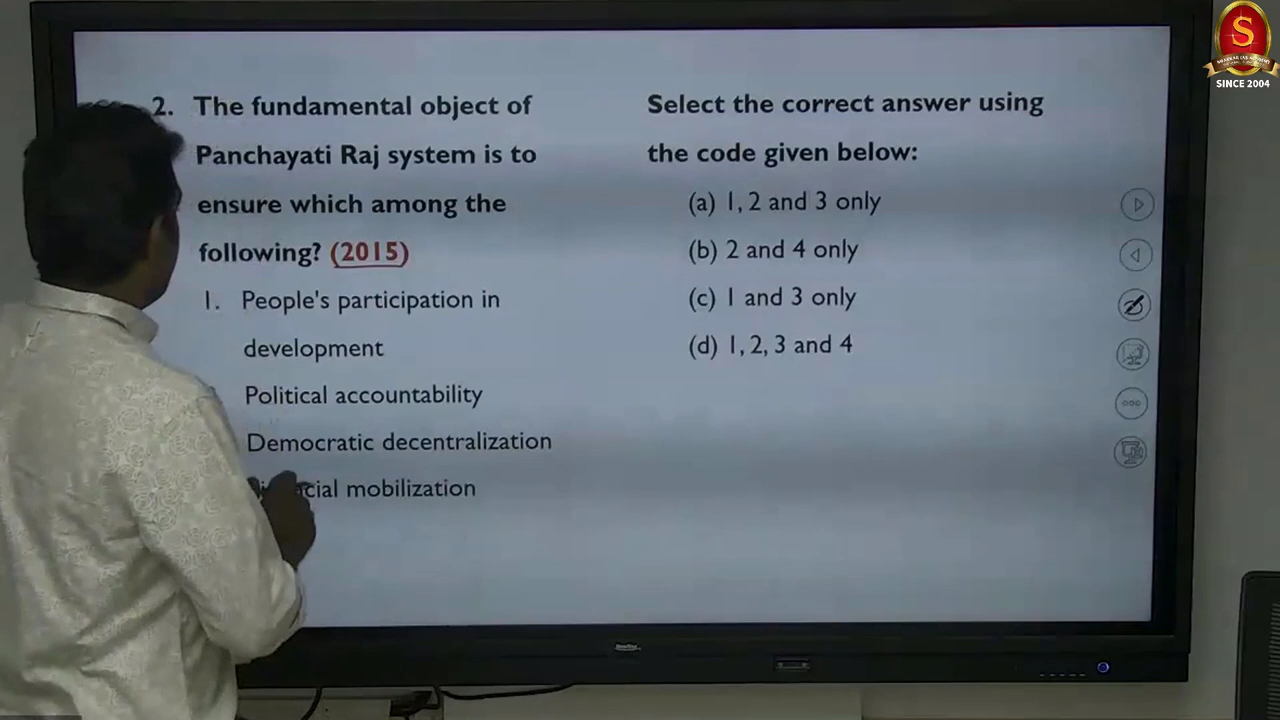 2. The fundamental object of
Panchayati Raj system is to
ensure which among the
following? (2015)
1. People's participation in
development
Political accountability
Democratic decentralization
mobilization
Select the correct answer using
the code given below:
(a) 1, 2 and 3 only
(b) 2 and 4 only
(c) 1 and 3 only
(d) 1, 2, 3 and 4
S
SINCE 2004